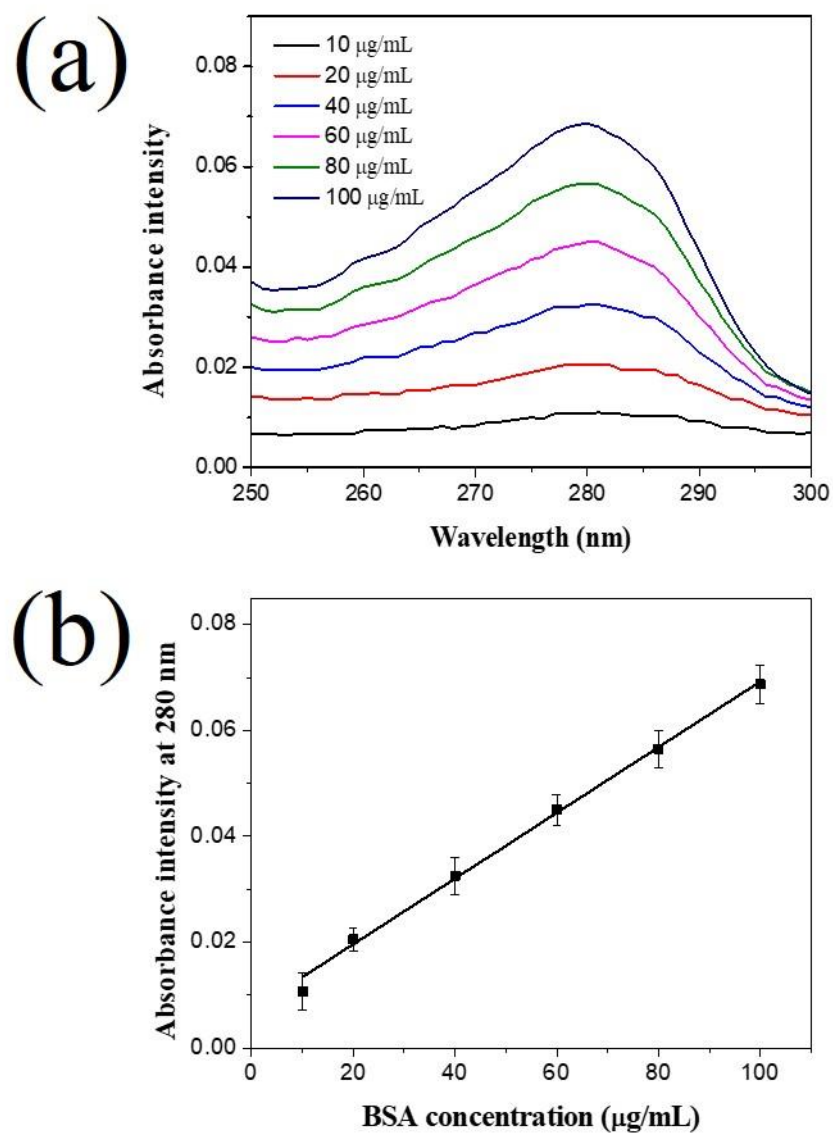 (a)
Absorbance intensity
0.08
0.06
0.04
0.02
0.00
10 μg/mL
20 μg/mL
40 μg/mL
60 μg/mL
80 μg/mL
100 μg/mL
250 260 270 280 290 300
Wavelength (nm)
(b)
Absorbance intensity at 280 nm
0.08
0.06
0.04
0.02
0.00
0 20 40 60 80 100
BSA concentration (μg/mL)